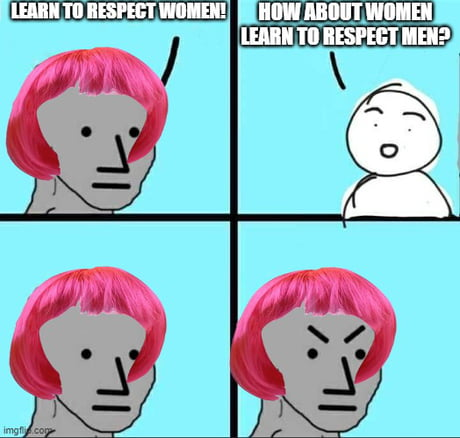 LEARN TO RESPECT WOMEN!
HOW ABOUT WOMEN
LEARN TO RESPECT MEN?
imgflip.com